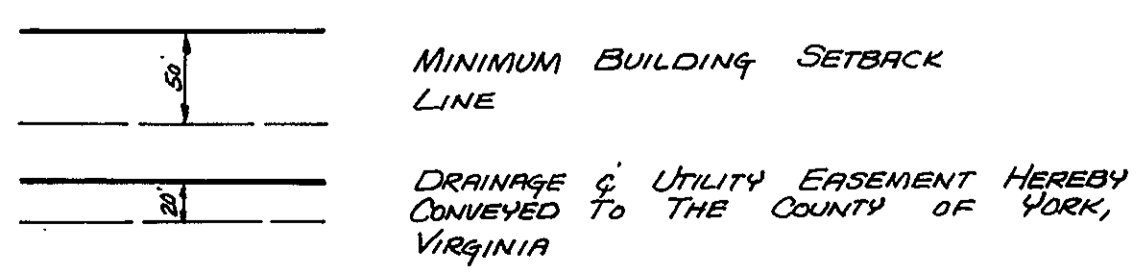 50'
MINIMUM BUILDING SETBACK
LINE
20'
DRAINAGE & UTILITY EASEMENT HEREBY
CONVEYED TO THE COUNTY OF YORK,
VIRGINIA